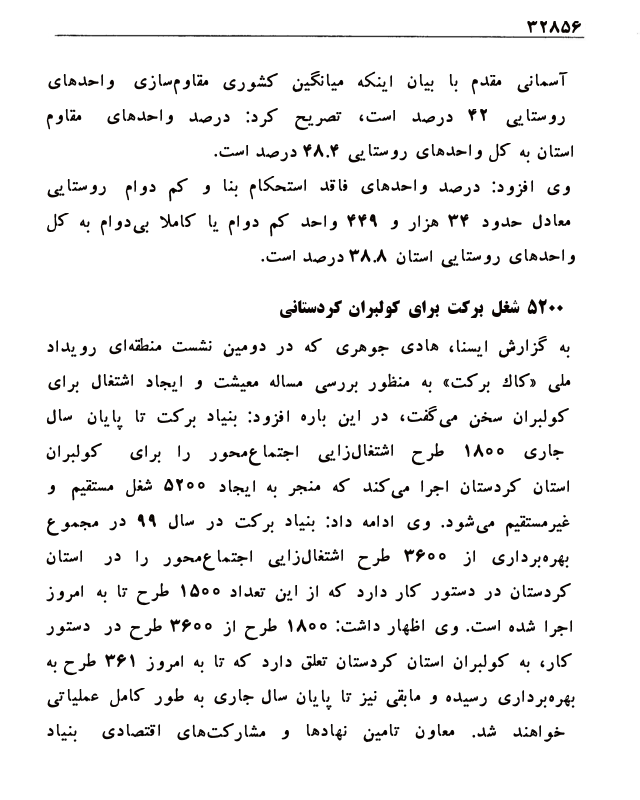 ۳۲۸۵۶
آسمانی مقدم با بیان اینکه میانگین کشوری مقاوم‌سازی واحدهای
روستایی ۴۲ درصد است، تصریح کرد: درصد واحدهای مقاوم
استان به کل واحدهای روستایی ۴۸.۴ درصد است.
وی افزود: درصد واحدهای فاقد استحکام بنا و کم دوام روستایی
معادل حدود ۳۴ هزار و ۴۴۹ واحد کم دوام یا کاملا بی‌دوام به کل
واحدهای روستایی استان ۳۸.۸ درصد است.
۵۲۰۰ شغل برکت برای کولبران کردستانی
به گزارش ایسنا، هادی جوهری که در دومین نشست منطقه‌ای رویداد
ملی «کاك برکت» به منظور بررسی مساله معیشت و ایجاد اشتغال برای
کولبران سخن می‌گفت، در این باره افزود: بنیاد برکت تا پایان سال
جاری ۱۸۰۰ طرح اشتغال‌زایی اجتماع‌محور را برای کولبران
استان کردستان اجرا می‌کند که منجر به ایجاد ۵۲۰۰ شغل مستقیم و
غیرمستقیم می‌شود. وی ادامه داد: بنیاد برکت در سال ۹۹ در مجموع
بهره‌برداری از ۳۶۰۰ طرح اشتغال‌زایی اجتماع‌محور را در استان
کردستان در دستور کار دارد که از این تعداد ۱۵۰۰ طرح تا به امروز
اجرا شده است. وی اظهار داشت: ۱۸۰۰ طرح از ۳۶۰۰ طرح در دستور
کار، به کولبران استان کردستان تعلق دارد که تا به امروز ۳۶۱ طرح به
بهره‌برداری رسیده و مابقی نیز تا پایان سال جاری به طور کامل عملیاتی
خواهند شد. معاون تامین نهادها و مشارکت‌های اقتصادی بنیاد